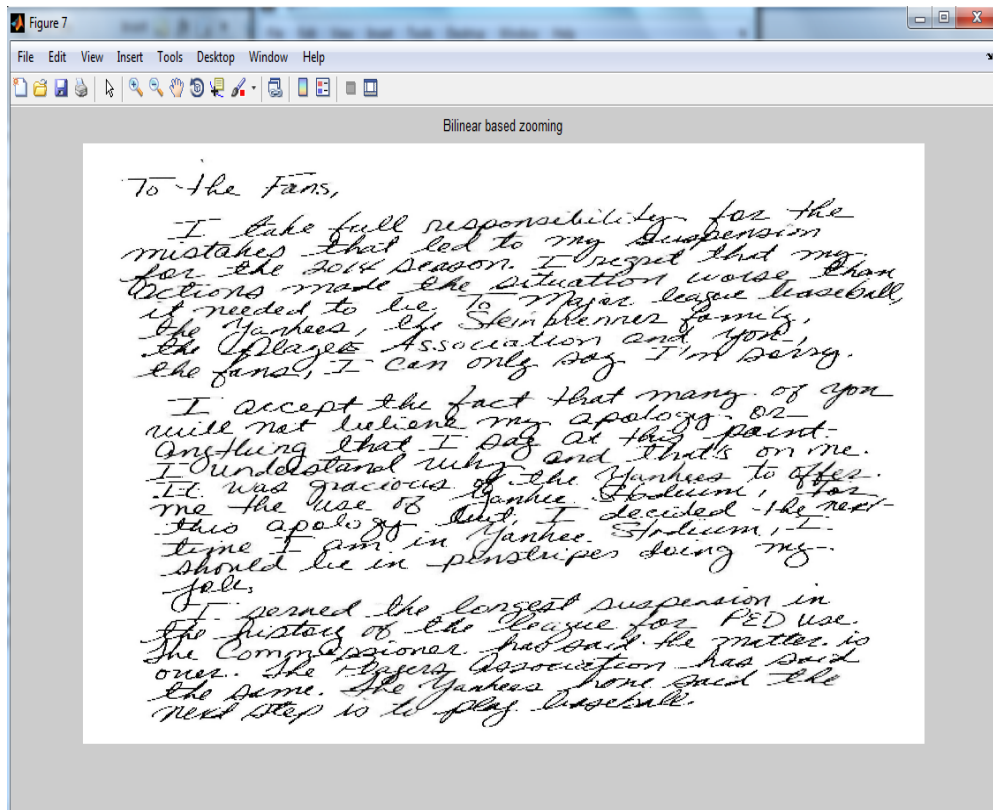 Figure 7
File Edit View Insert Tools Desktop Window Help
Bilinear based zooming
To the Fans,
I take full responsibility for the
mistakes that led to my suspension
for the 2014 season. I regret that my
actions made the situation worse than
it needed to be. To Major league baseball,
the Yankees, the Steinbrenner family,
the Players Association and you,
the fans, I can only say I'm sorry.
I accept the fact that many of you
will not believe my apology or
anything that I say at this point.
I understand why and that's on me.
It was gracious of the Yankees to offer
me the use of Yankee Stadium, for
this apology but, I decided the next
time I am in Yankee Stadium, I
should be in pinstripes doing my
job.
I served the longest suspension in
the history of the league for PED use.
The Commissioner has said the matter is
over. The Players Association has said
the same. The Yankees have said the
next step is to play baseball.